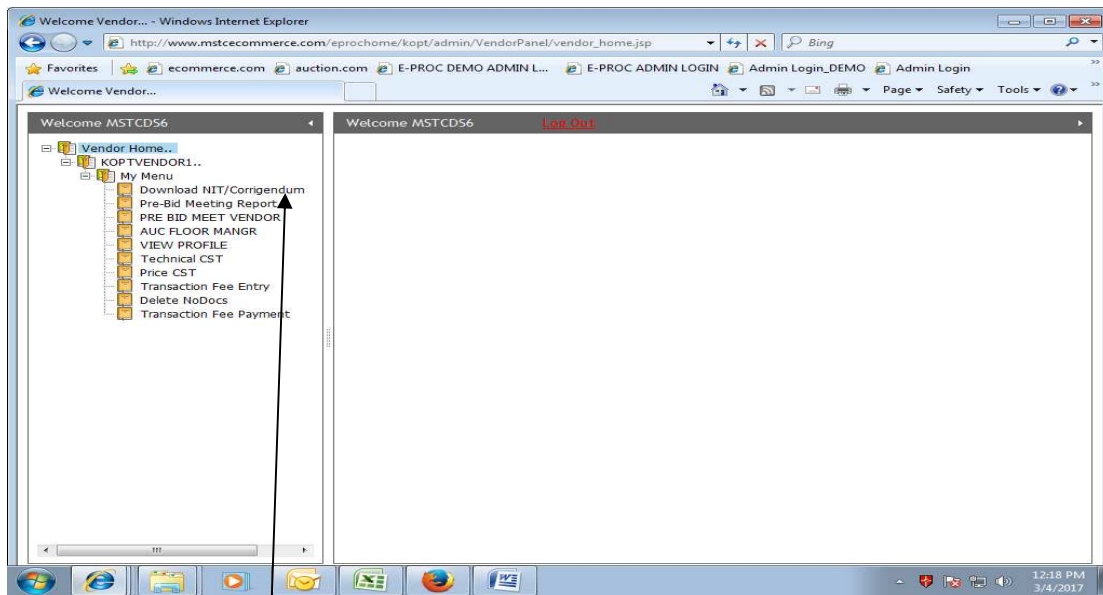 Welcome Vendor... - Windows Internet Explorer
http://www.mstcecommerce.com/eprochome/kopt/admin/VendorPanel/vendor_home.jsp
Bing
Favorites ecommerce.com auction.com E-PROC DEMO ADMIN L... E-PROC ADMIN LOGIN Admin Login_DEMO Admin Login
Welcome Vendor...
Page Safety Tools
Welcome MSTCDS6
Welcome MSTCDS6 Log Out
Vendor Home..
KOPTVENDOR1..
My Menu
Download NIT/Corrigendum
Pre-Bid Meeting Report
PRE BID MEET VENDOR
AUC FLOOR MANGR
VIEW PROFILE
Technical CST
Price CST
Transaction Fee Entry
Delete NoDocs
Transaction Fee Payment
12:18 PM
3/4/2017